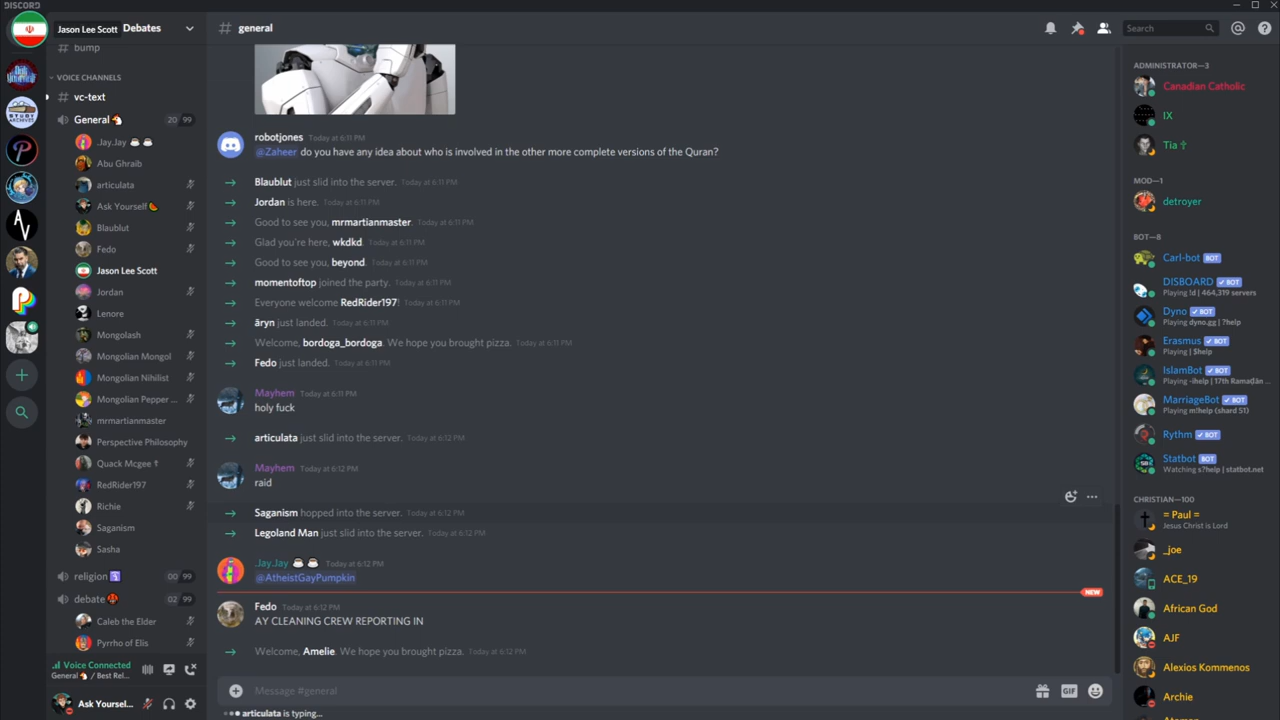 DISCORD
Jason Lee Scott
Debates
bump
VOICE CHANNELS
vc-text
General
20 99
.Jay.Jay
Abu Ghraib
articulata
Ask Yourself
Blaublut
Fedo
Jason Lee Scott
Jordan
Lenore
Mongolash
Mongolian Mongol
Mongolian Nihilist
Mongolian Pepper ...
mrmartianmaster
Perspective Philosophy
Quack Mcgee ✝
RedRider197
Richie
Saganism
Sasha
religion
00 99
debate
02 99
Caleb the Elder
Pyrrho of Elis
Voice Connected
General / Best Rel...
Ask Yoursel...
# general
Search
robotjones Today at 6:11 PM
@Zaheer do you have any idea about who is involved in the other more complete versions of the Quran?
Blaublut just slid into the server. Today at 6:11 PM
Jordan is here. Today at 6:11 PM
Good to see you, mrmartianmaster. Today at 6:11 PM
Glad you're here, wkdkd. Today at 6:11 PM
Good to see you, beyond. Today at 6:11 PM
momentoftop joined the party. Today at 6:11 PM
Everyone welcome RedRider197! Today at 6:11 PM
āryn just landed. Today at 6:11 PM
Welcome, bordoga_bordoga. We hope you brought pizza. Today at 6:11 PM
Fedo just landed. Today at 6:11 PM
Mayhem Today at 6:11 PM
holy fuck
articulata just slid into the server. Today at 6:12 PM
Mayhem Today at 6:12 PM
raid
Saganism hopped into the server. Today at 6:12 PM
Legoland Man just slid into the server. Today at 6:12 PM
.Jay.Jay Today at 6:12 PM
@AtheistGayPumpkin
NEW
Fedo Today at 6:12 PM
AY CLEANING CREW REPORTING IN
Welcome, Amelie. We hope you brought pizza. Today at 6:12 PM
Message #general
GIF
articulata is typing...
ADMINISTRATOR—3
Canadian Catholic
IX
Tia ✝
MOD—1
detroyer
BOT—8
Carl-bot BOT
DISBOARD BOT
Playing !d | 464,319 servers
Dyno BOT
Playing dyno.gg | ?help
Erasmus BOT
Playing | $help
IslamBot BOT
Playing -ihelp | 17th Ramaḍān ...
MarriageBot BOT
Playing m!help (shard 51)
Rythm BOT
Statbot BOT
Watching s?help | statbot.net
CHRISTIAN—100
= Paul =
Jesus Christ is Lord
_joe
ACE_19
African God
AJF
Alexios Kommenos
Archie